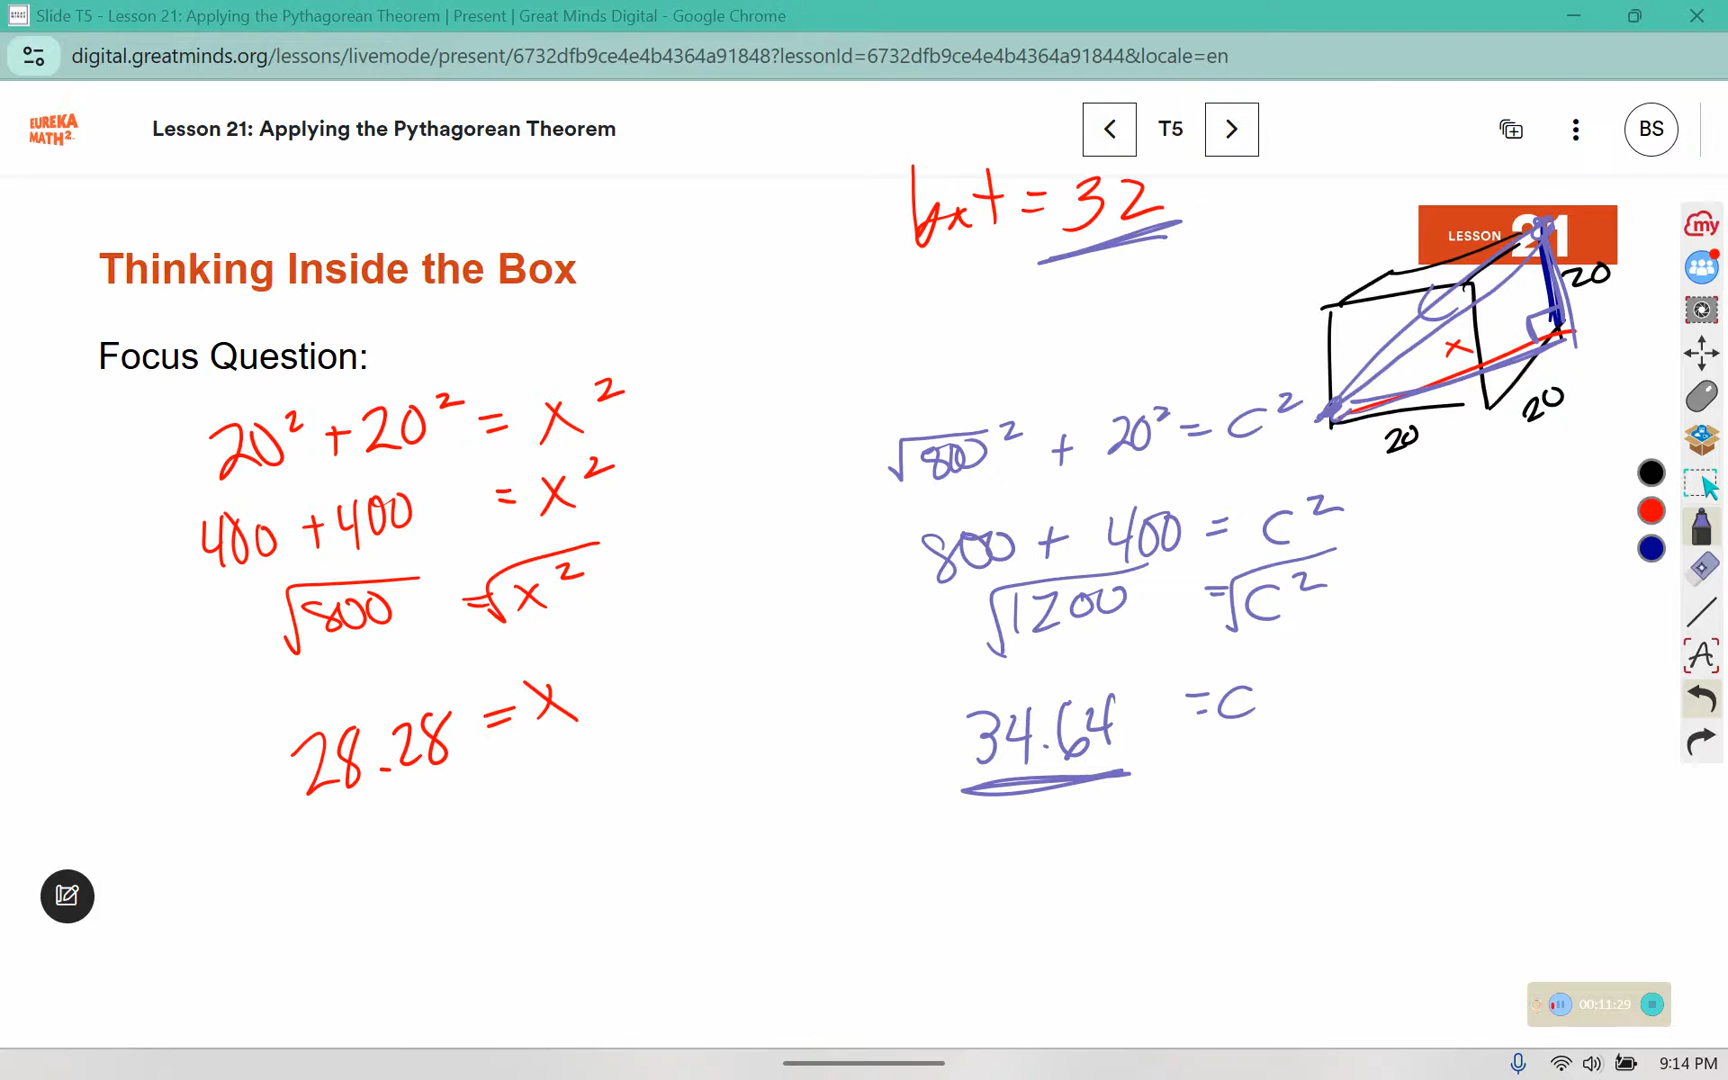 Slide T5 - Lesson 21: Applying the Pythagorean Theorem | Present | Great Minds Digital - Google Chrome
digital.greatminds.org/lessons/livemode/present/6732dfb9ce4e4b4364a91848?lessonId=6732dfb9ce4e4b4364a91844&locale=en
EUREKA
MATH²
Lesson 21: Applying the Pythagorean Theorem
T5
BS
my
= 32
LESSON 21
Thinking Inside the Box
20
Focus Question:
x
20
20
20² + 20² = x²
√800² + 20² = c²
400 + 400 = x²
800 + 400 = c²
√800 = √x²
√1200 = √c²
28.28 = x
34.64 = c
A
00:11:29
9:14 PM